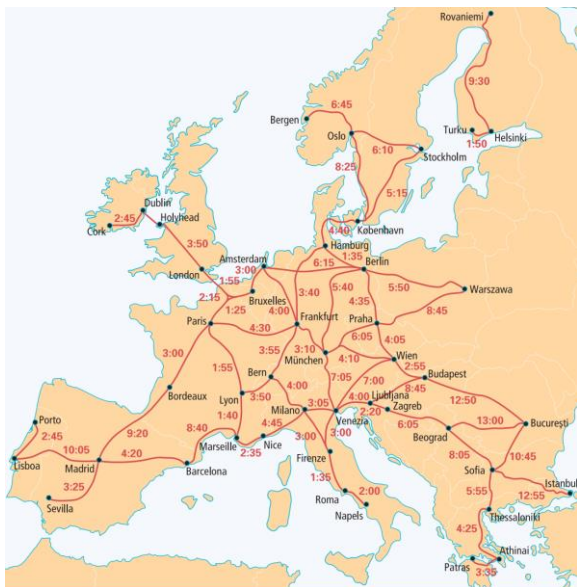 Rovaniemi
9:30
6:45
Bergen
Oslo
Turku
Helsinki
1:50
6:10
Stockholm
8:25
5:15
Dublin
2:45
Holyhead
Cork
København
4:40
Hamburg
3:50
Amsterdam
1:35
6:15
London
3:00
Berlin
1:55
2:15
Bruxelles
5:50
Warszawa
1:25
3:40
5:40
4:00
4:35
8:45
Paris
Frankfurt
Praha
4:30
6:05
4:05
3:10
3:00
3:55
München
4:10
Wien
1:55
7:05
2:55
Bern
7:00
Budapest
Bordeaux
4:00
8:45
Lyon
3:50
4:00
Ljubljana
12:50
3:05
Zagreb
Milano
2:20
Porto
1:40
Venezia
București
2:45
9:20
8:40
4:45
6:05
13:00
Marseille
Nice
3:00
3:00
Beograd
10:05
2:35
Firenze
10:45
Lisboa
Madrid
4:20
8:05
Barcelona
Sofia
3:25
1:35
5:55
Istanbul
Sevilla
Roma
2:00
12:55
Napels
Thessaloniki
4:25
Athinai
Patras
3:35